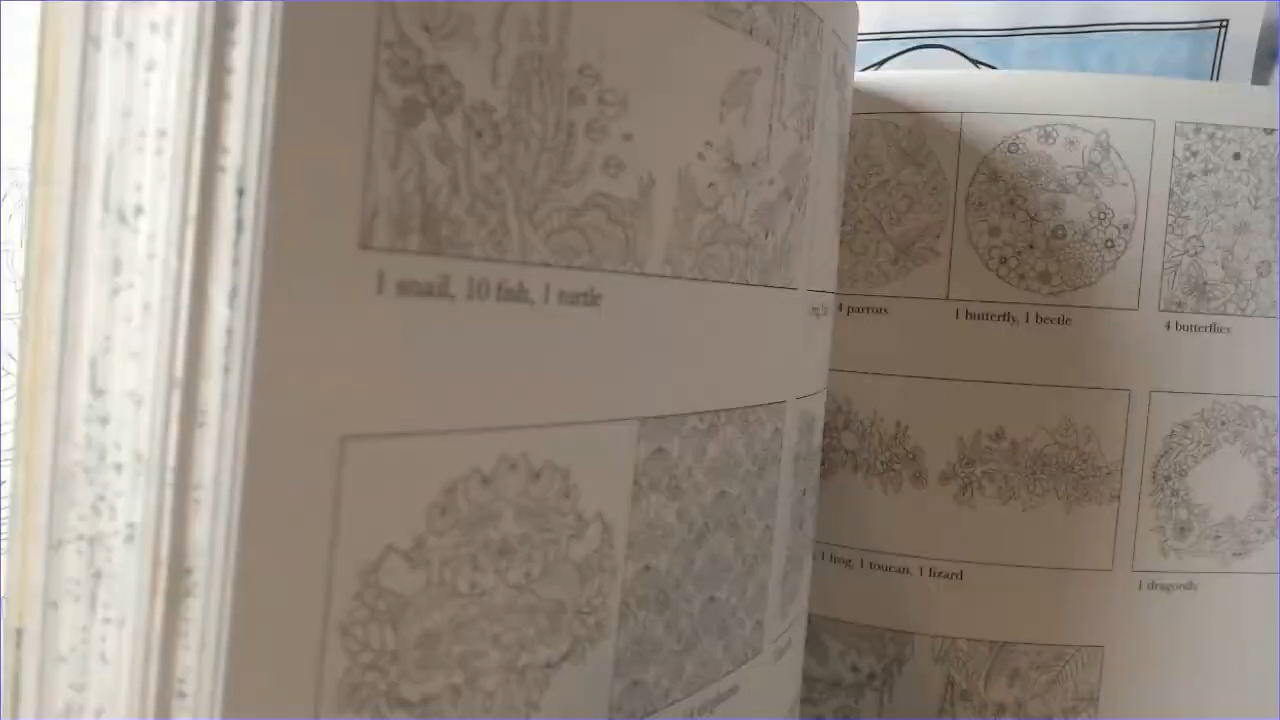 1 snail, 10 fish, 1 turtle
4 parrots
1 butterfly, 1 beetle
4 butterflies
1 frog, 1 toucan, 1 lizard
1 dragonfly